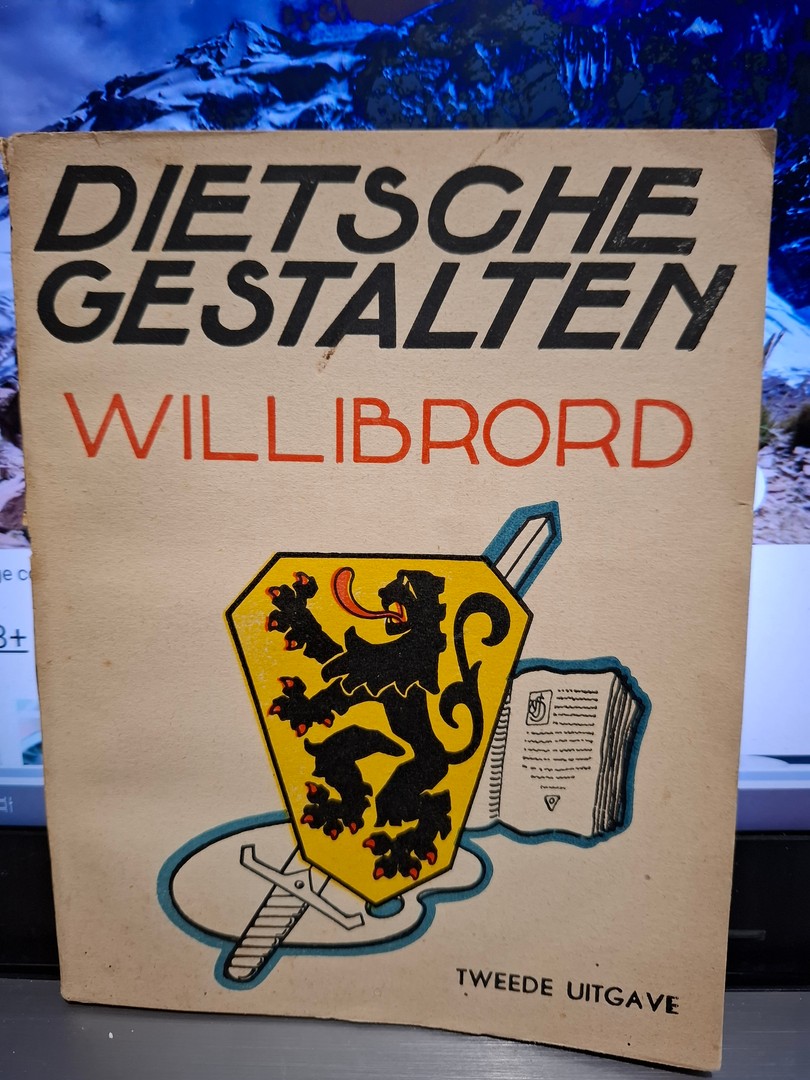 DIETSCHE
GESTALTEN
WILLIBRORD
TWEEDE UITGAVE